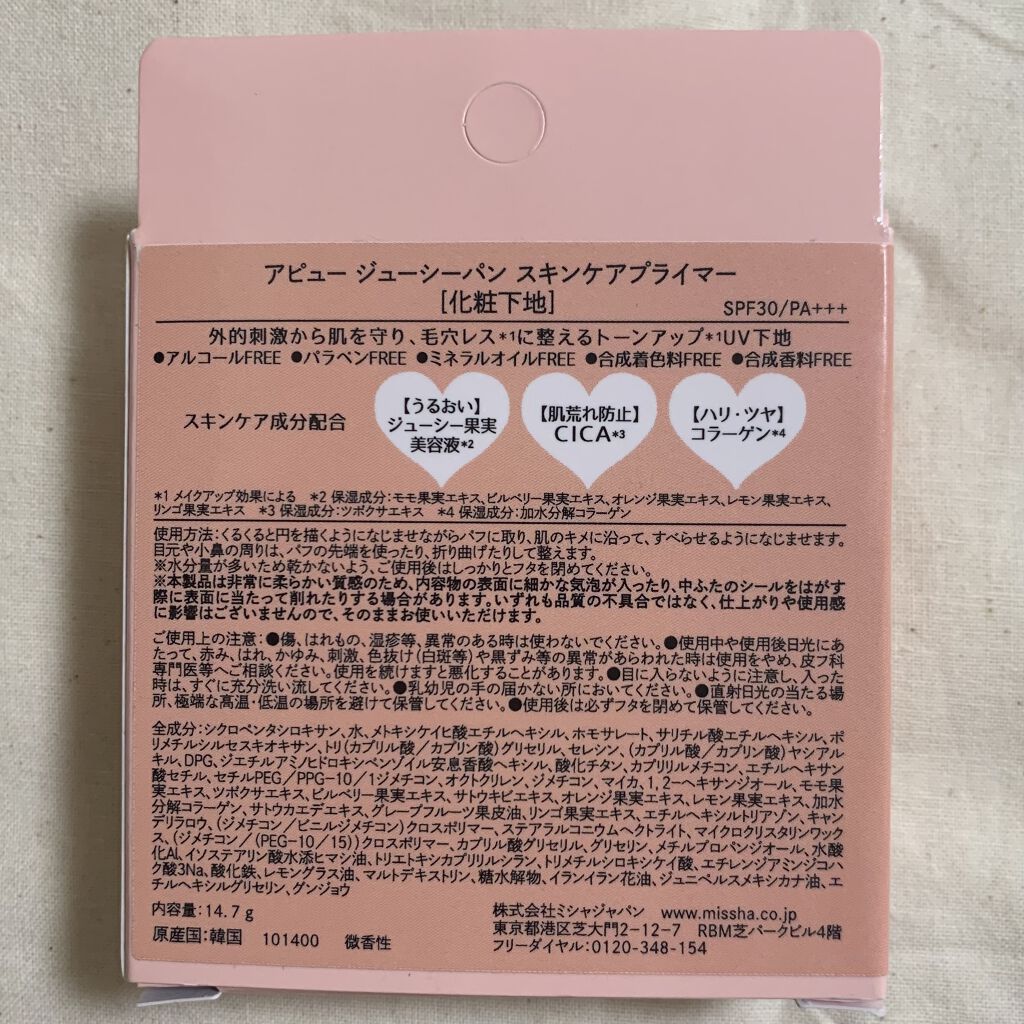 アピュー ジューシーパン スキンケアプライマー
[化粧下地]
SPF30/PA+++
外的刺激から肌を守り、毛穴レス*1に整えるトーンアップ*1UV下地
●アルコールFREE ●パラベンFREE ●ミネラルオイルFREE ●合成着色料FREE ●合成香料FREE
スキンケア成分配合
【うるおい】
ジューシー果実
美容液*2
【肌荒れ防止】
CICA*3
【ハリ・ツヤ】
コラーゲン*4
*1 メイクアップ効果による *2 保湿成分:モモ果実エキス、ビルベリー果実エキス、オレンジ果実エキス、レモン果実エキス、
リンゴ果実エキス *3 保湿成分:ツボクサエキス *4 保湿成分:加水分解コラーゲン
使用方法:くるくると円を描くようになじませながらパフに取り、肌のキメに沿って、すべらせるようになじませます。
目元や小鼻の周りは、パフの先端を使ったり、折り曲げたりして整えます。
※水分量が多いため乾かないよう、ご使用後はしっかりとフタを閉めてください。
※本製品は非常に柔らかい質感のため、内容物の表面に細かな気泡が入ったり、中ふたのシールをはがす
際に表面に当たって削れたりする場合があります。いずれも品質の不具合ではなく、仕上がりや使用感
に影響はございませんので、そのままお使いいただけます。
ご使用上の注意:●傷、はれもの、湿疹等、異常のある時は使わないでください。●使用中や使用後日光にあ
たって、赤み、はれ、かゆみ、刺激、色抜け(白斑等)や黒ずみ等の異常があらわれた時は使用をやめ、皮フ科
専門医等へご相談ください。使用を続けますと悪化することがあります。●目に入らないように注意し、入った
時は、すぐに充分洗い流してください。●乳幼児の手の届かない所においてください。●直射日光の当たる場
所、極端な高温・低温の場所を避けて保管してください。●使用後は必ずフタを閉めて保管してください。
全成分:シクロペンタシロキサン、水、メトキシケイヒ酸エチルヘキシル、ホモサレート、サリチル酸エチルヘキシル、ポ
リメチルシルセスキオキサン、トリ(カプリル酸/カプリン酸)グリセリル、セレシン、(カプリル酸/カプリン酸)ヤシアル
キル、DPG、ジエチルアミノヒドロキシベンゾイル安息香酸ヘキシル、酸化チタン、カプリリルメチコン、エチルヘキサン
酸セチル、セチルPEG/PPG-10/1ジメチコン、オクトクリレン、ジメチコン、マイカ、1,2-ヘキサンジオール、モモ果
実エキス、ツボクサエキス、ビルベリー果実エキス、サトウキビエキス、オレンジ果実エキス、レモン果実エキス、加水
分解コラーゲン、サトウカエデエキス、グレープフルーツ果皮油、リンゴ果実エキス、エチルヘキシルトリアゾン、キャン
デリラロウ、(ジメチコン/ビニルジメチコン)クロスポリマー、ステアラルコニウムヘクトライト、マイクロクリスタリンワック
ス、(ジメチコン/(PEG-10/15))クロスポリマー、カプリル酸グリセリル、グリセリン、メチルプロパンジオール、水酸
化Al、イソステアリン酸水添ヒマシ油、トリエトキシカプリリルシラン、トリメチルシロキシケイ酸、エチレンジアミンジコハ
ク酸3Na、酸化鉄、レモングラス油、マルトデキストリン、糖水解物、イランイラン花油、ジュニペルスメキシカナ油、エ
チルヘキシルグリセリン、グンジョウ
内容量:14.7g
原産国:韓国 101400 微香性
株式会社ミシャジャパン www.missha.co.jp
東京都港区芝大門2-12-7 RBM芝パークビル4階
フリーダイヤル:0120-348-154